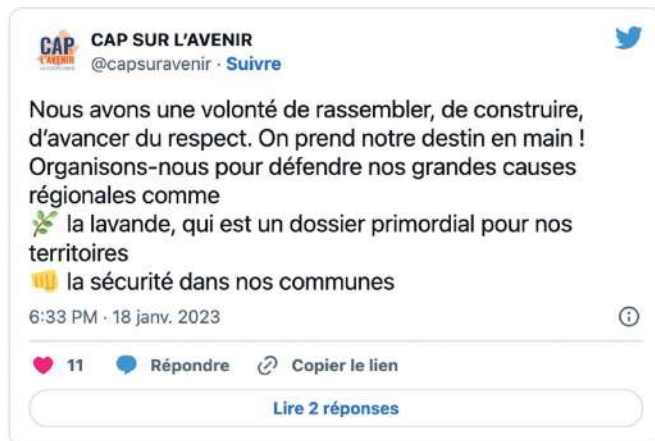 CAP
L'AVENIR
CAP SUR L'AVENIR
@capsuravenir · Suivre
Nous avons une volonté de rassembler, de construire,
d'avancer du respect. On prend notre destin en main !
Organisons-nous pour défendre nos grandes causes
régionales comme
🌿 la lavande, qui est un dossier primordial pour nos
territoires
👊 la sécurité dans nos communes
6:33 PM · 18 janv. 2023
11 Répondre Copier le lien
Lire 2 réponses